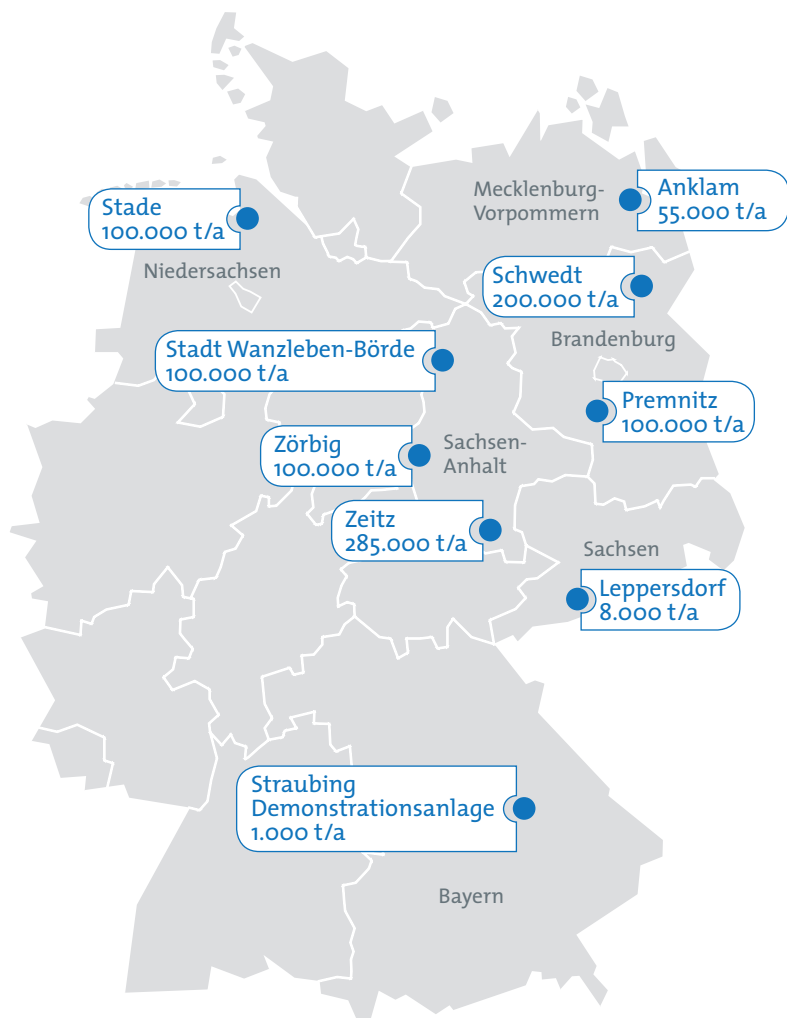 Mecklenburg-
Vorpommern
Anklam
55.000 t/a
Stade
100.000 t/a
Niedersachsen
Schwedt
200.000 t/a
Brandenburg
Stadt Wanzleben-Börde
100.000 t/a
Premnitz
100.000 t/a
Zörbig
100.000 t/a
Sachsen-
Anhalt
Zeitz
285.000 t/a
Sachsen
Leppersdorf
8.000 t/a
Straubing
Demonstrationsanlage
1.000 t/a
Bayern